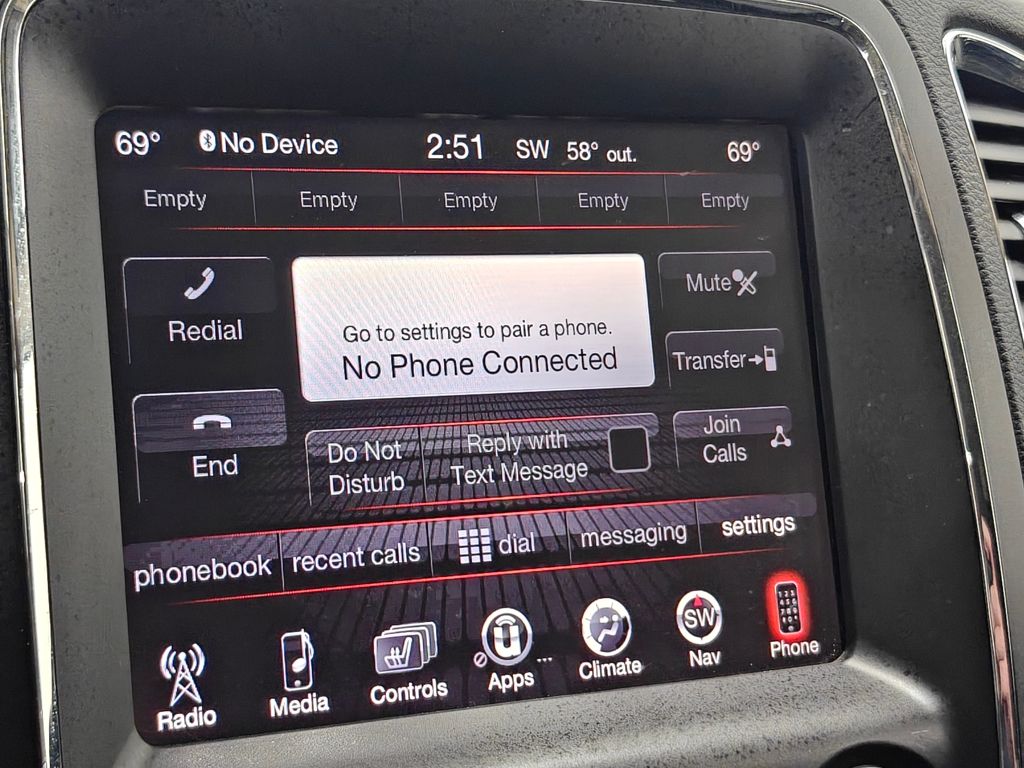 69° No Device 2:51 SW 58° out. 69°
Empty Empty Empty Empty Empty
Redial
Go to settings to pair a phone.
No Phone Connected
Mute
Transfer
End
Do Not
Disturb
Reply with
Text Message
Join
Calls
phonebook recent calls dial messaging settings
SW
Radio Media Controls Apps ... Climate Nav Phone